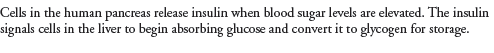 Cells in the human pancreas release insulin when blood sugar levels are elevated. The insulin
signals cells in the liver to begin absorbing glucose and convert it to glycogen for storage.